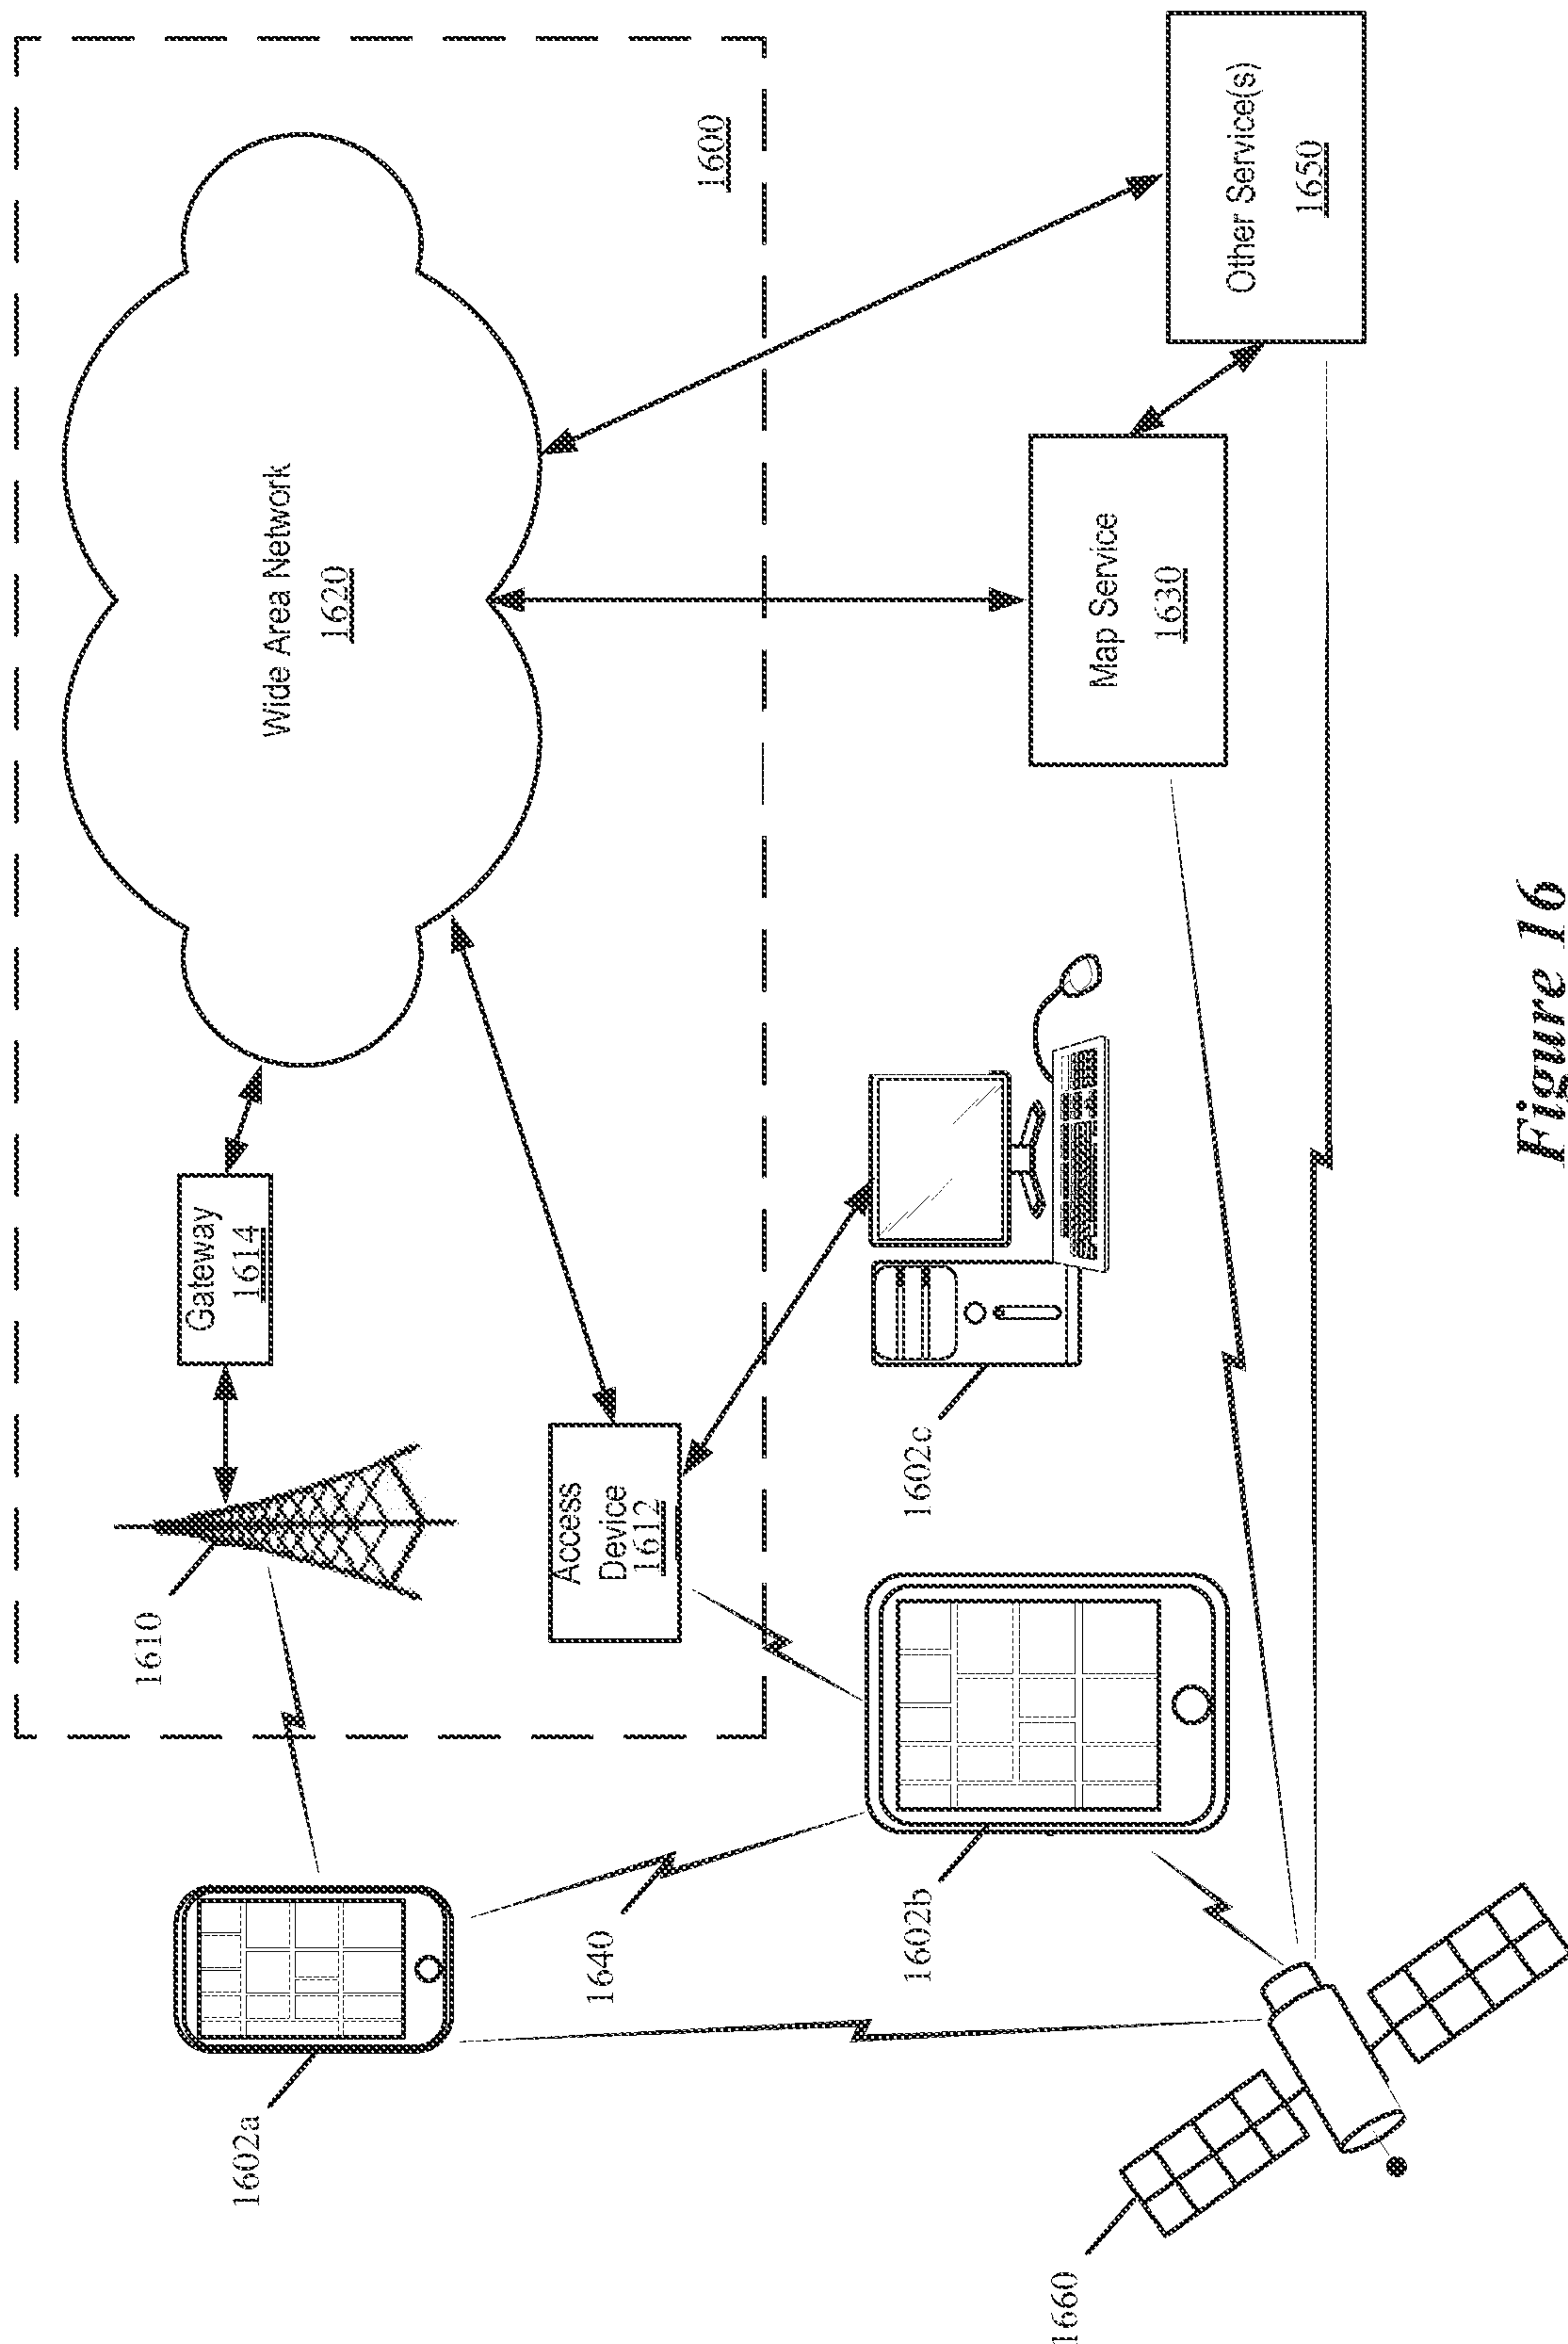 1610
Gateway
1614
Wide Area Network
1620
1602a
Access
Device
1612
1600
1640
1602b
1602c
Map Service
1630
Other Service(s)
1650
1660
Figure 16